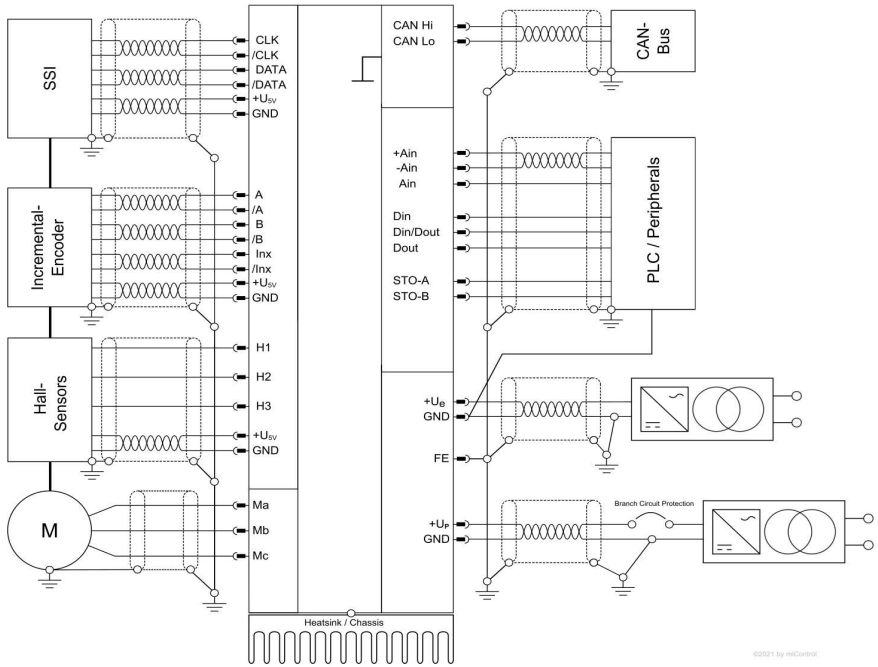 SSI
CLK
/CLK
DATA
/DATA
+U5V
GND
Incremental-
Encoder
A
/A
B
/B
Inx
/Inx
+U5V
GND
Hall-
Sensors
H1
H2
H3
+U5V
GND
M
Ma
Mb
Mc
CAN Hi
CAN Lo
CAN-
Bus
+Ain
-Ain
Ain
Din
Din/Dout
Dout
STO-A
STO-B
PLC / Peripherals
+Ue
GND
FE
+UP
GND
Branch Circuit Protection
Heatsink / Chassis
©2021 by miControl